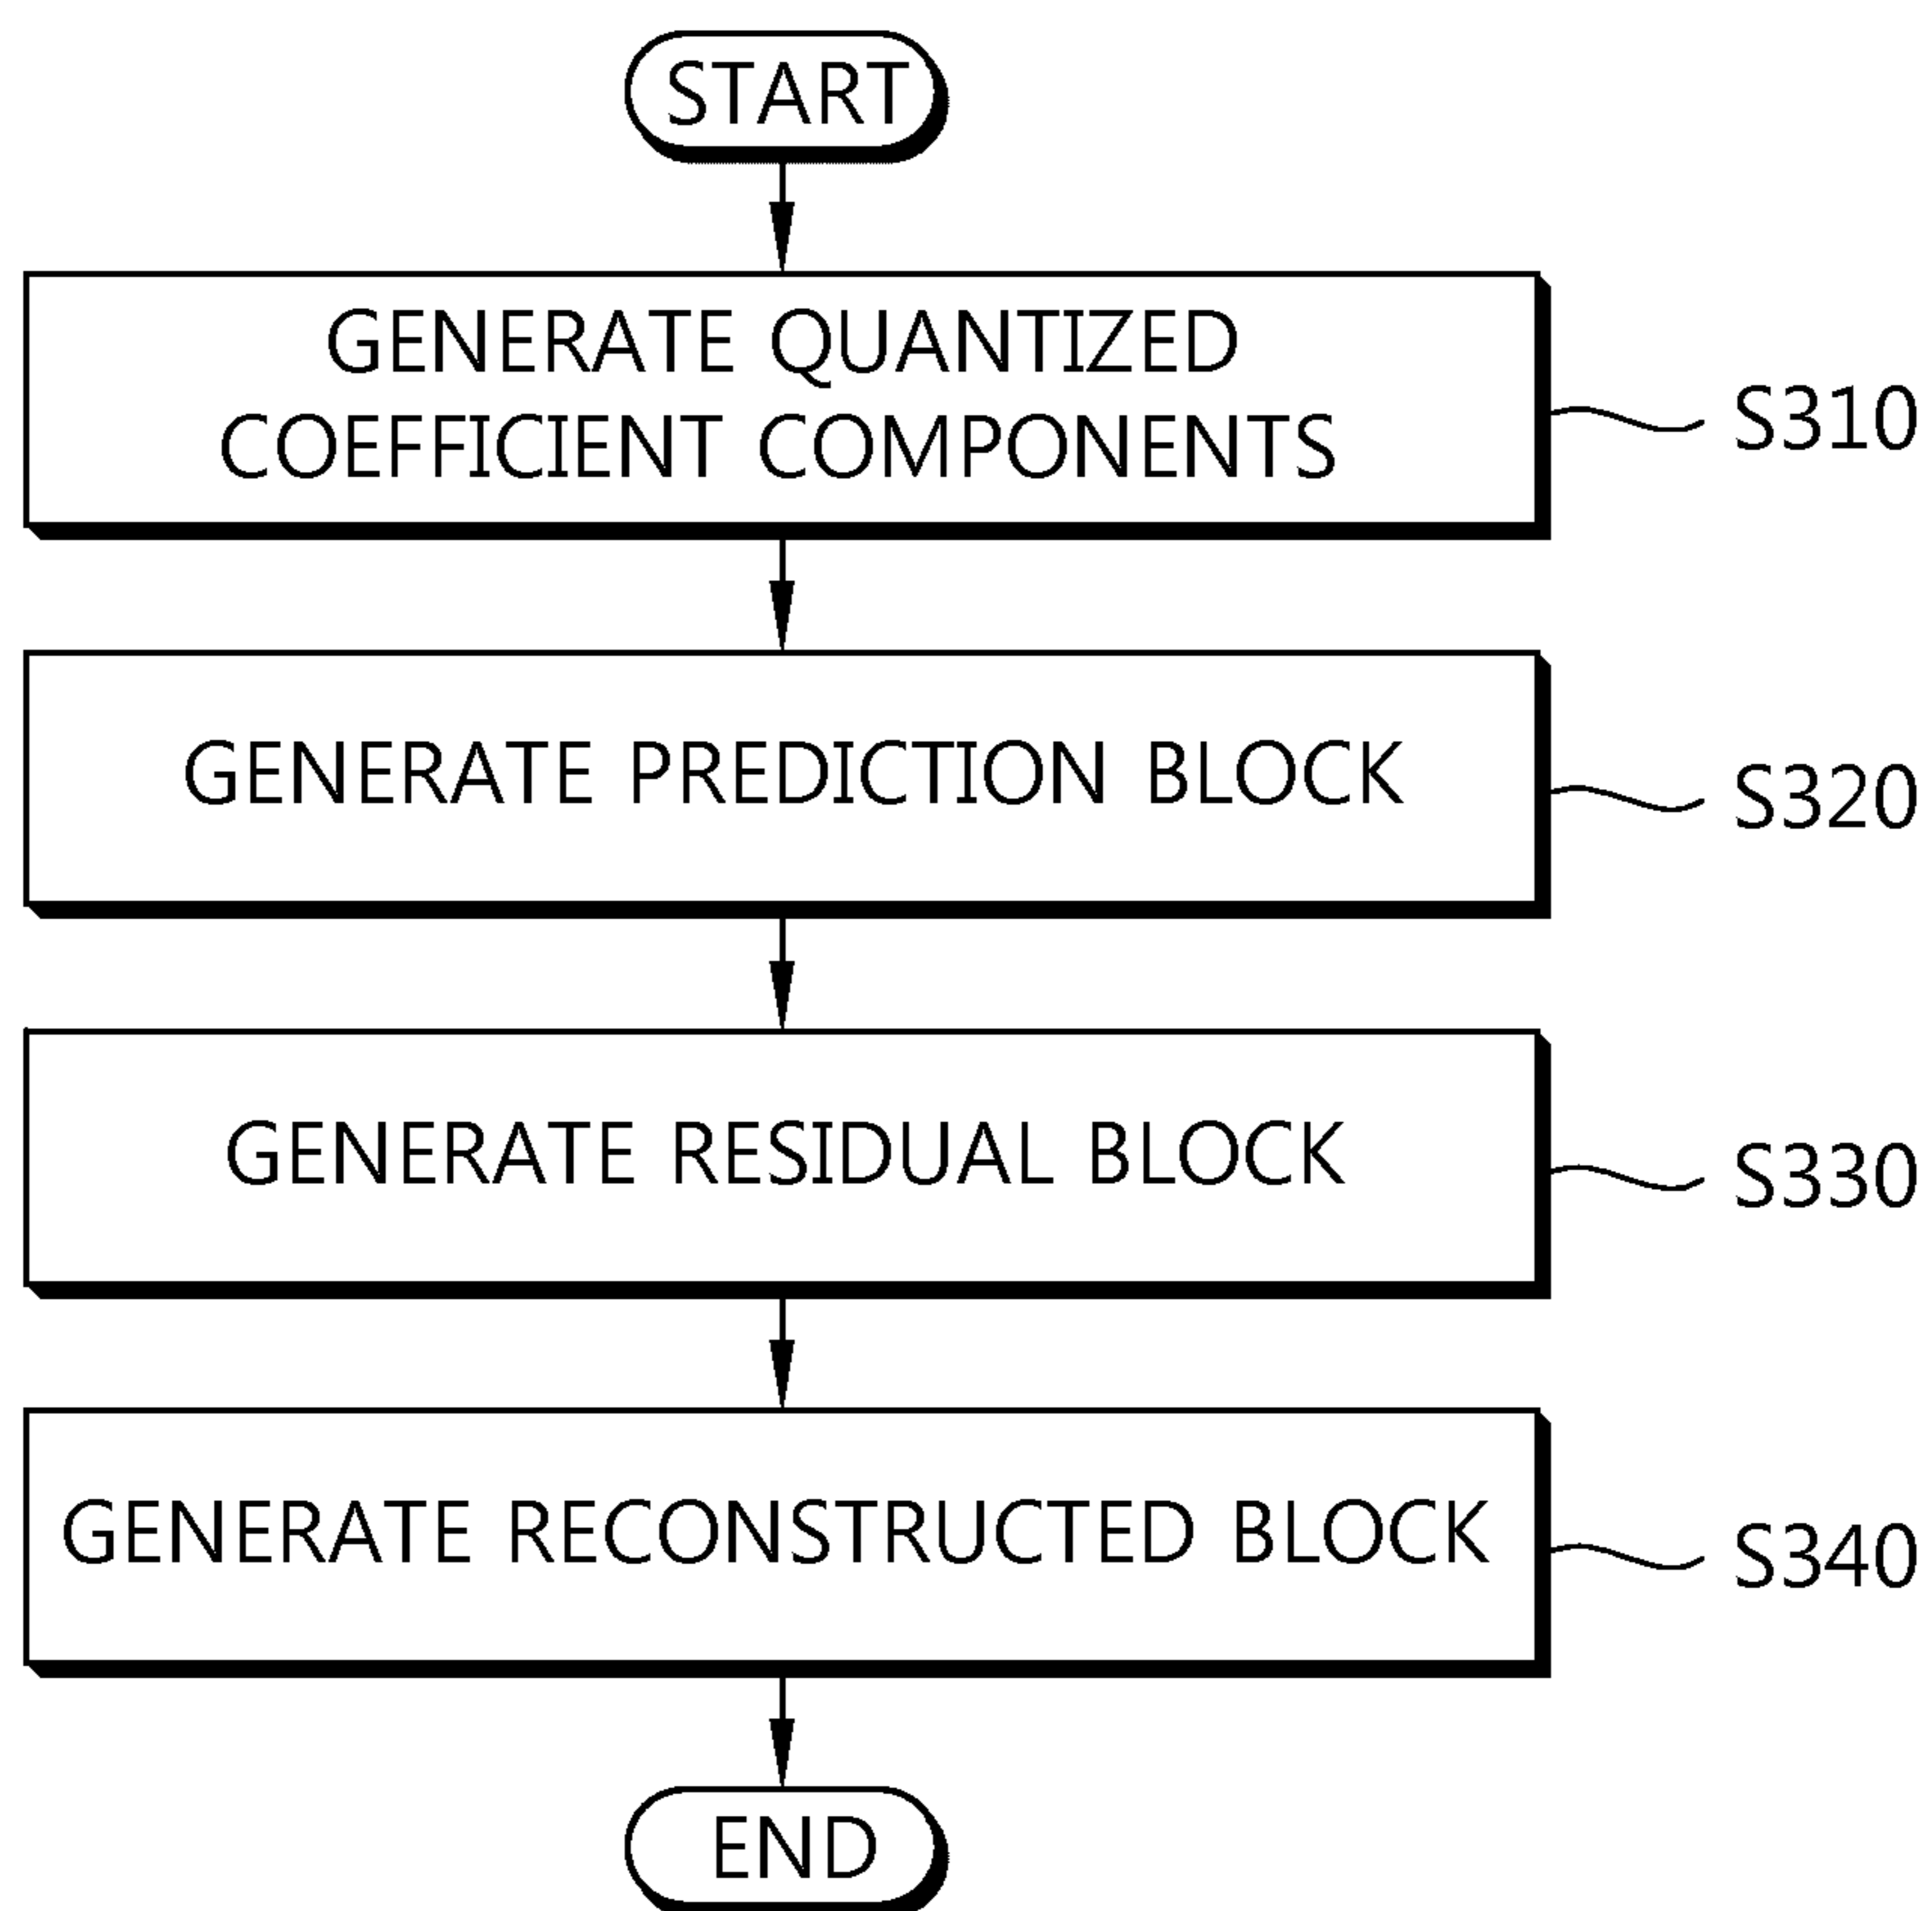 START
GENERATE QUANTIZED
COEFFICIENT COMPONENTS
S310
GENERATE PREDICTION BLOCK
S320
GENERATE RESIDUAL BLOCK
S330
GENERATE RECONSTRUCTED BLOCK
S340
END